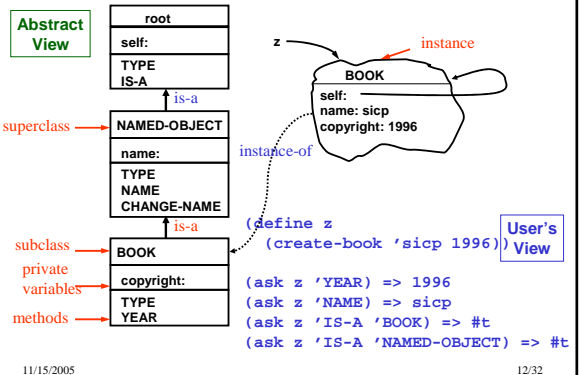 Abstract
View
root
self:
TYPE
IS-A
is-a
superclass
NAMED-OBJECT
name:
TYPE
NAME
CHANGE-NAME
is-a
subclass
BOOK
private
variables
copyright:
methods
TYPE
YEAR
z
instance
BOOK
self:
name: sicp
copyright: 1996
instance-of
(define z
(create-book 'sicp 1996))
User's
View
(ask z 'YEAR) => 1996
(ask z 'NAME) => sicp
(ask z 'IS-A 'BOOK) => #t
(ask z 'IS-A 'NAMED-OBJECT) => #t
11/15/2005
12/32